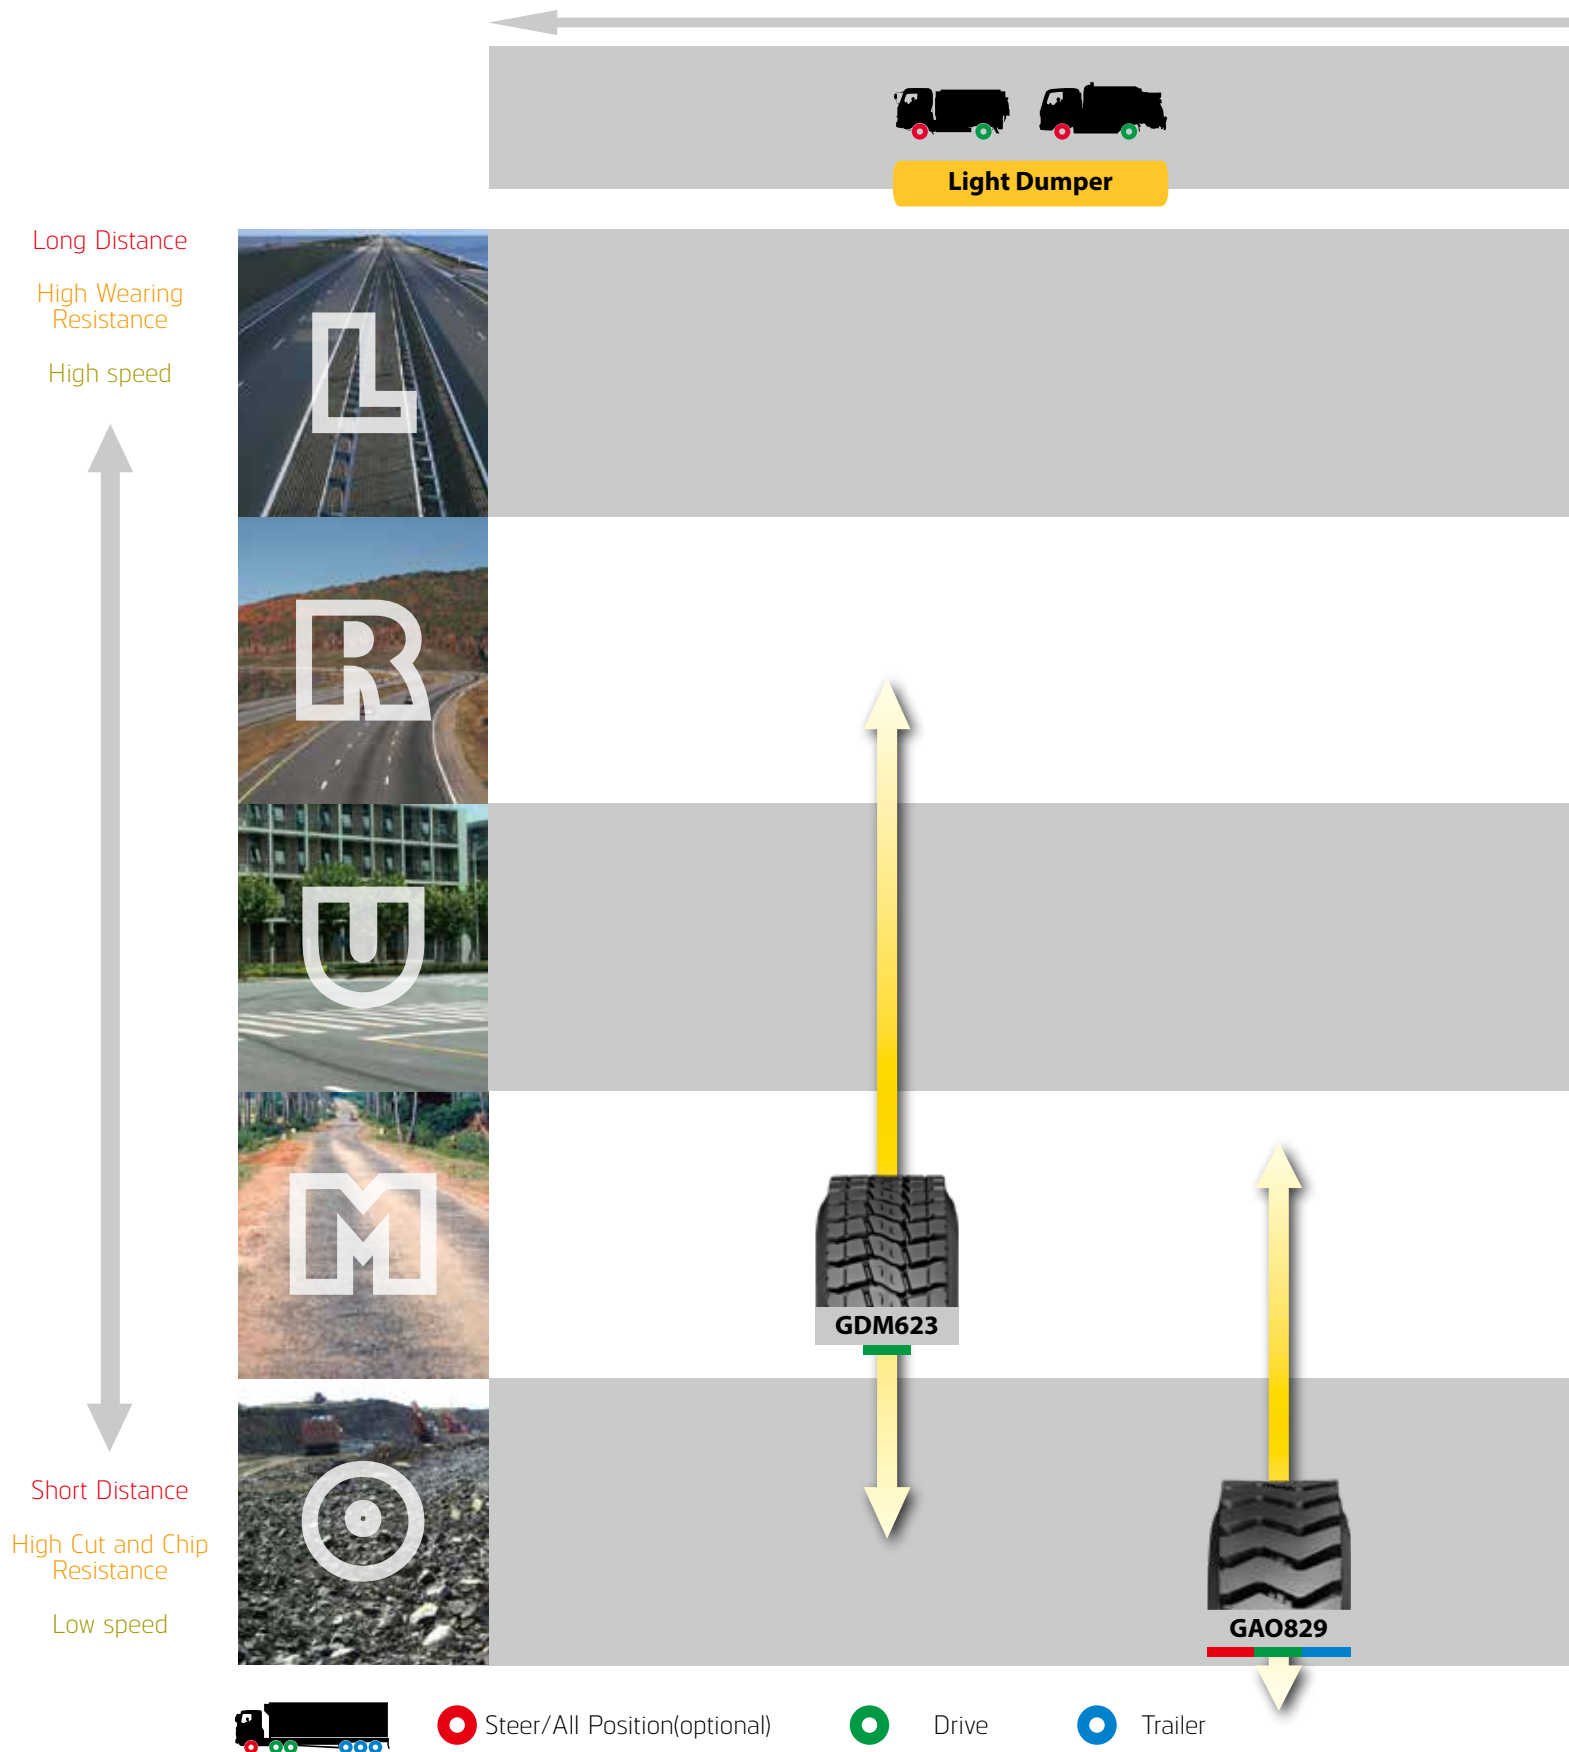 Light Dumper
Long Distance
High Wearing
Resistance
High speed
L
R
U
M
O
GDM623
Short Distance
High Cut and Chip
Resistance
Low speed
GAO829
Steer/All Position(optional)
Drive
Trailer